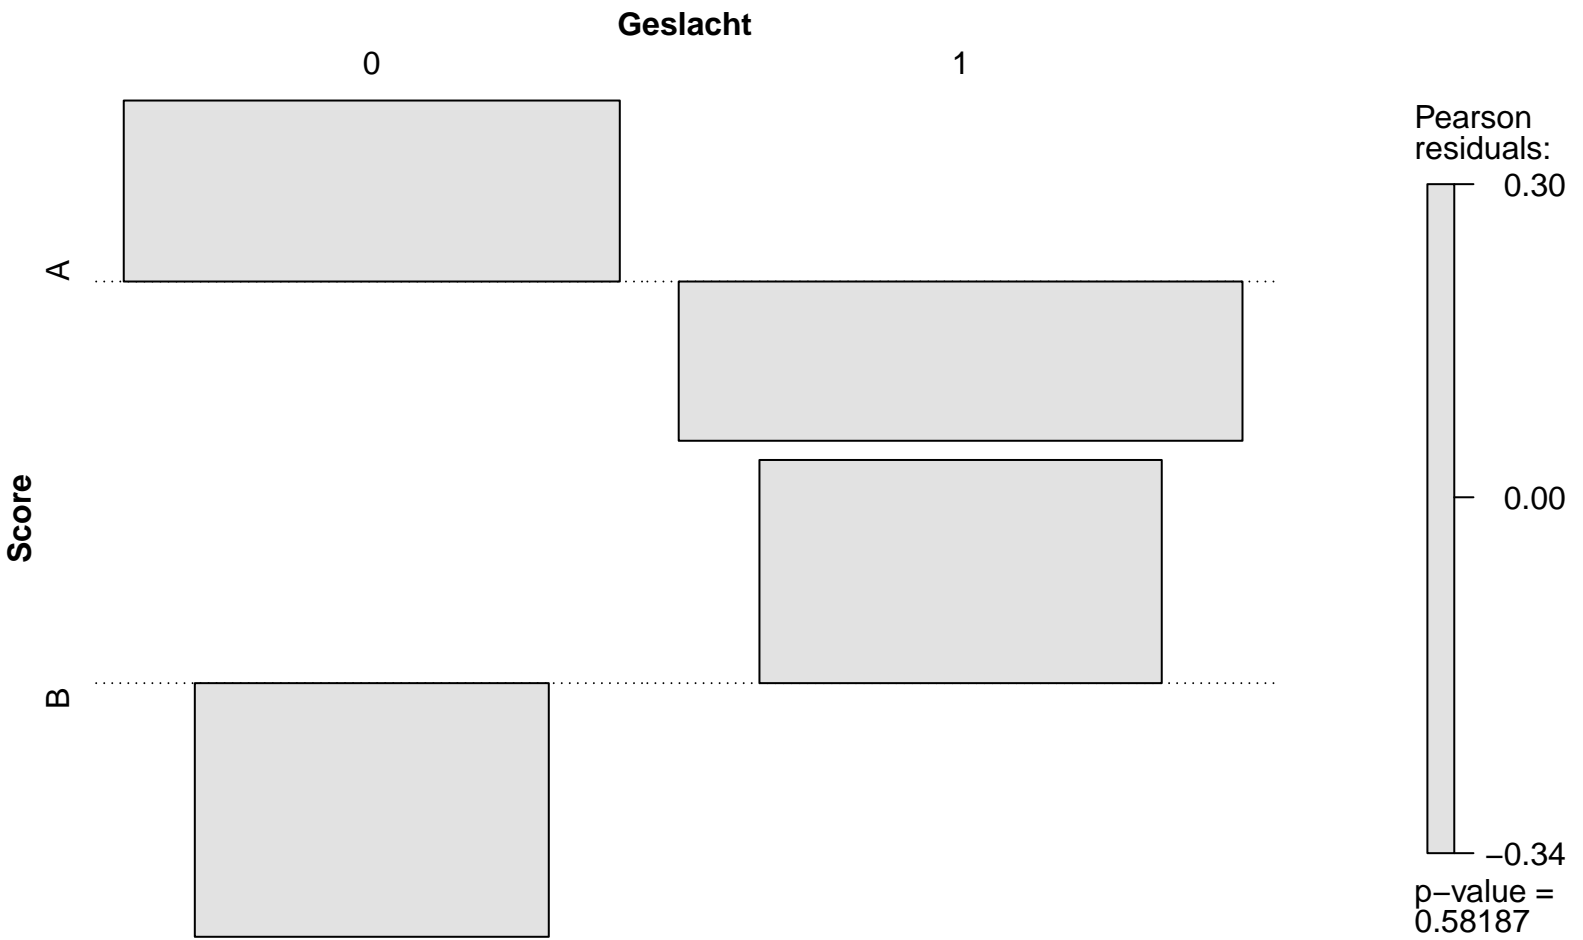 Geslacht
0 1
A
Score
B
Pearson
residuals:
0.30
0.00
−0.34
p−value =
0.58187